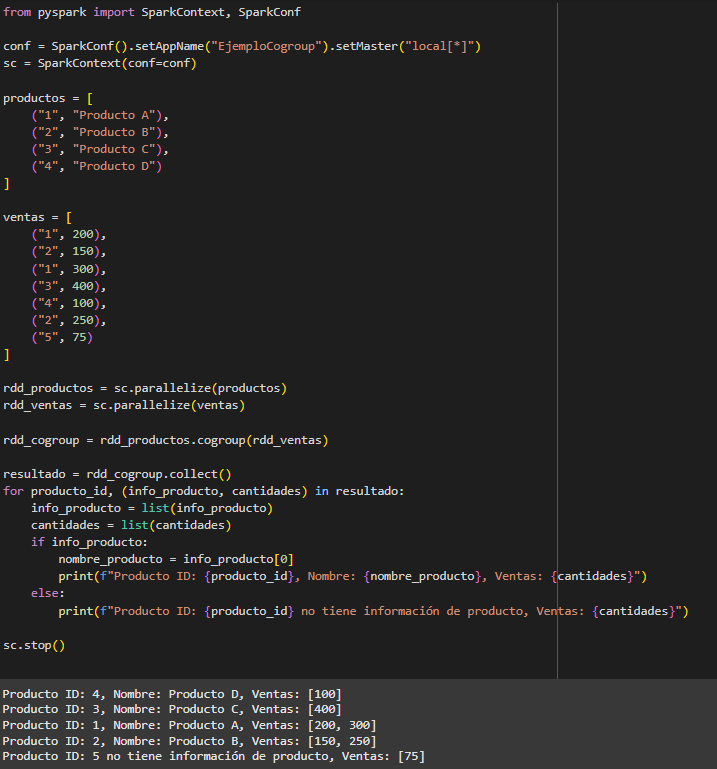 from pyspark import SparkContext, SparkConf
conf = SparkConf().setAppName("EjemploCogroup").setMaster("local[*]")
sc = SparkContext(conf=conf)
productos = [
    ("1", "Producto A"),
    ("2", "Producto B"),
    ("3", "Producto C"),
    ("4", "Producto D")
]
ventas = [
    ("1", 200),
    ("2", 150),
    ("1", 300),
    ("3", 400),
    ("4", 100),
    ("2", 250),
    ("5", 75)
]
rdd_productos = sc.parallelize(productos)
rdd_ventas = sc.parallelize(ventas)
rdd_cogroup = rdd_productos.cogroup(rdd_ventas)
resultado = rdd_cogroup.collect()
for producto_id, (info_producto, cantidades) in resultado:
    info_producto = list(info_producto)
    cantidades = list(cantidades)
    if info_producto:
        nombre_producto = info_producto[0]
        print(f"Producto ID: {producto_id}, Nombre: {nombre_producto}, Ventas: {cantidades}")
    else:
        print(f"Producto ID: {producto_id} no tiene información de producto, Ventas: {cantidades}")
sc.stop()
Producto ID: 4, Nombre: Producto D, Ventas: [100]
Producto ID: 3, Nombre: Producto C, Ventas: [400]
Producto ID: 1, Nombre: Producto A, Ventas: [200, 300]
Producto ID: 2, Nombre: Producto B, Ventas: [150, 250]
Producto ID: 5 no tiene información de producto, Ventas: [75]